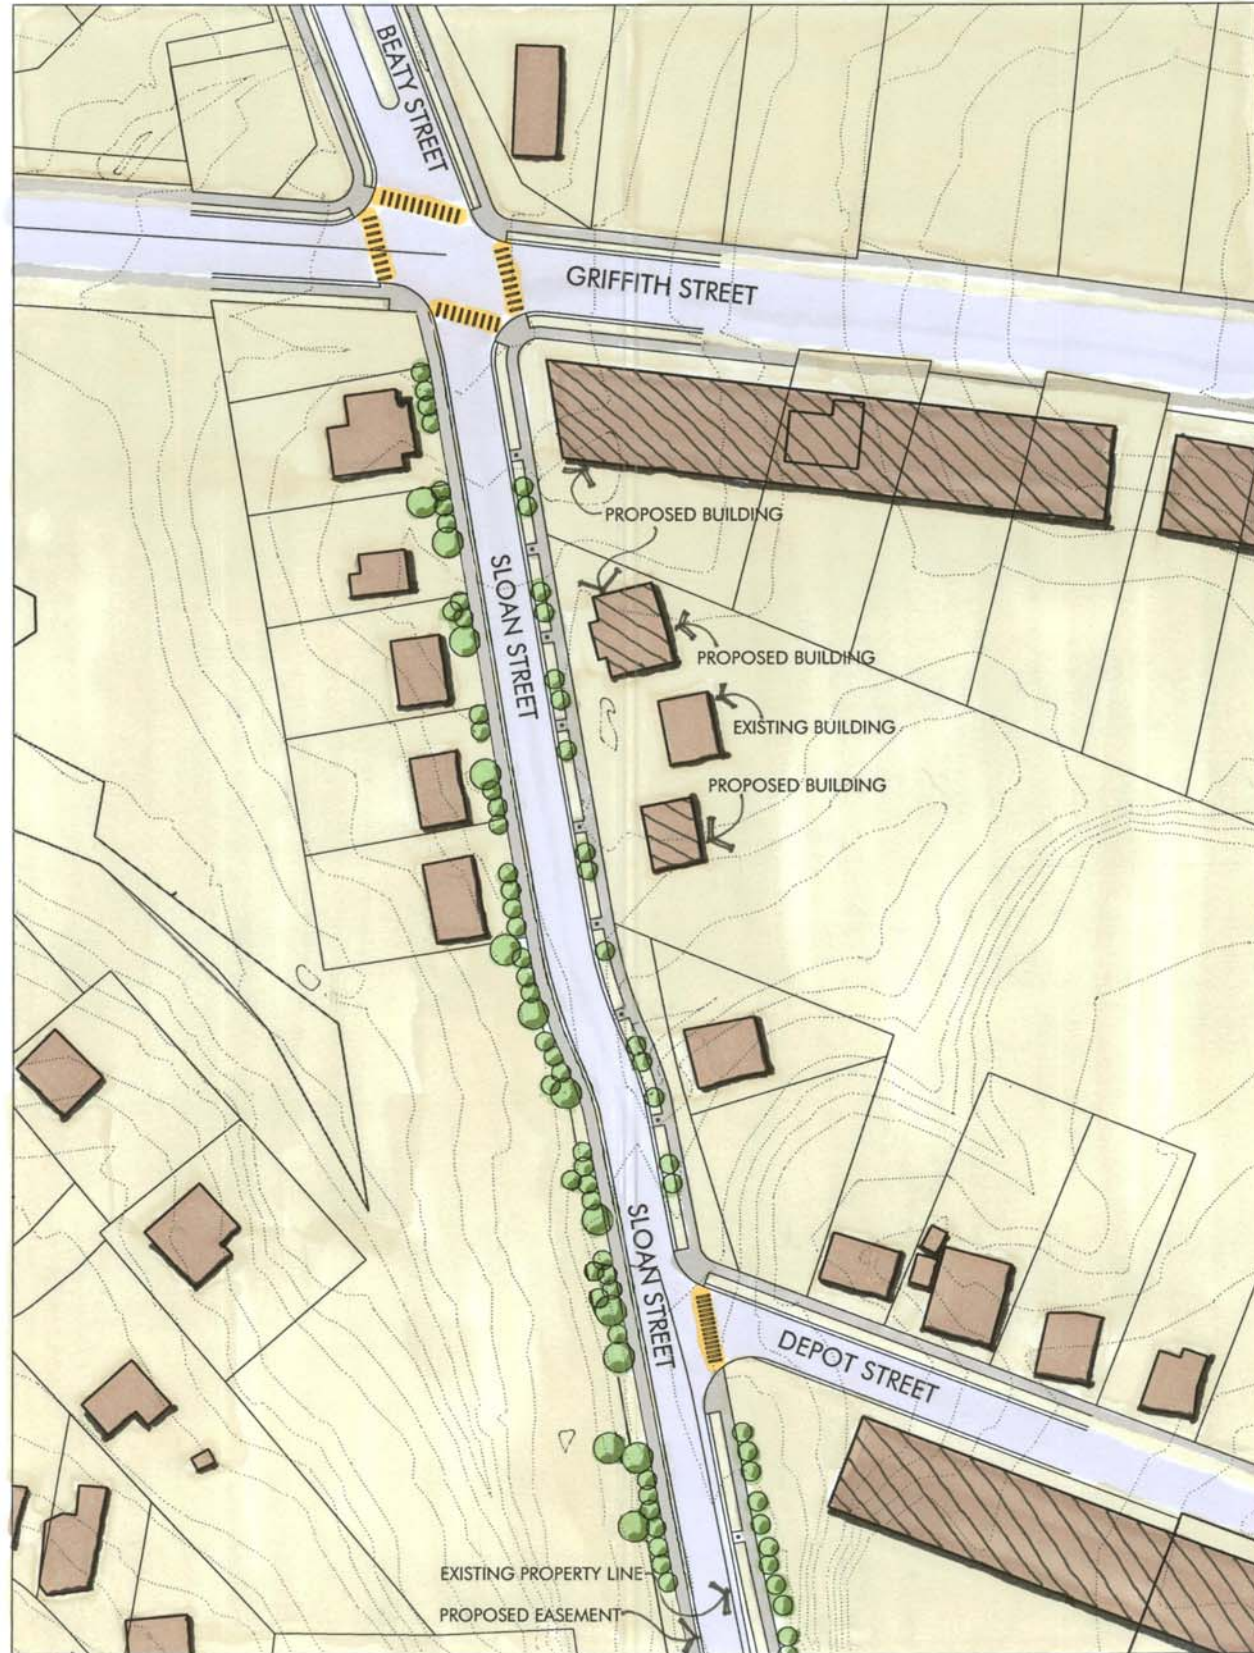 BEATY STREET
GRIFFITH STREET
PROPOSED BUILDING
SLOAN STREET
PROPOSED BUILDING
EXISTING BUILDING
PROPOSED BUILDING
SLOAN STREET
DEPOT STREET
EXISTING PROPERTY LINE
PROPOSED EASEMENT